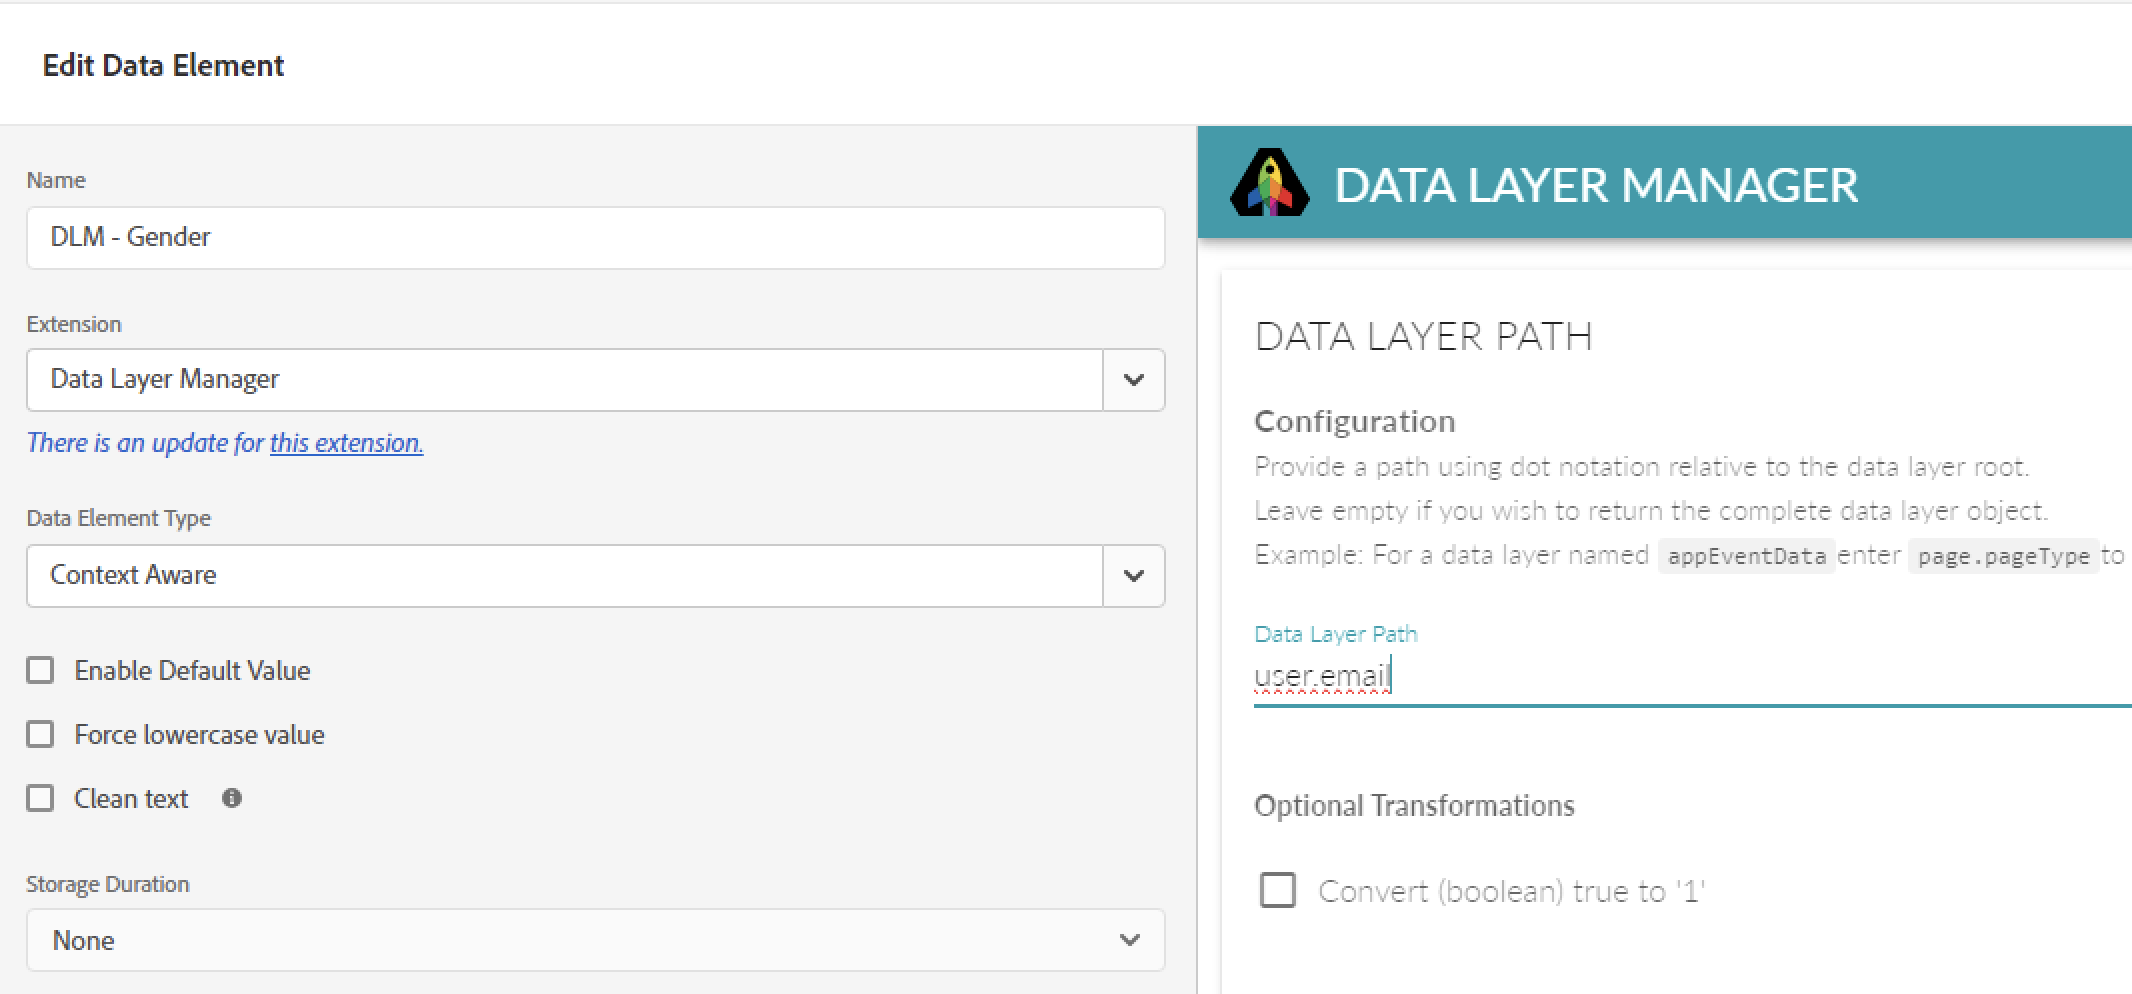 Edit Data Element
Name
DLM - Gender
Extension
Data Layer Manager
There is an update for this extension.
Data Element Type
Context Aware
Enable Default Value
Force lowercase value
Clean text
Storage Duration
None
DATA LAYER MANAGER
DATA LAYER PATH
Configuration
Provide a path using dot notation relative to the data layer root.
Leave empty if you wish to return the complete data layer object.
Example: For a data layer named appEventData enter page.pageType to
Data Layer Path
user.email
Optional Transformations
Convert (boolean) true to '1'